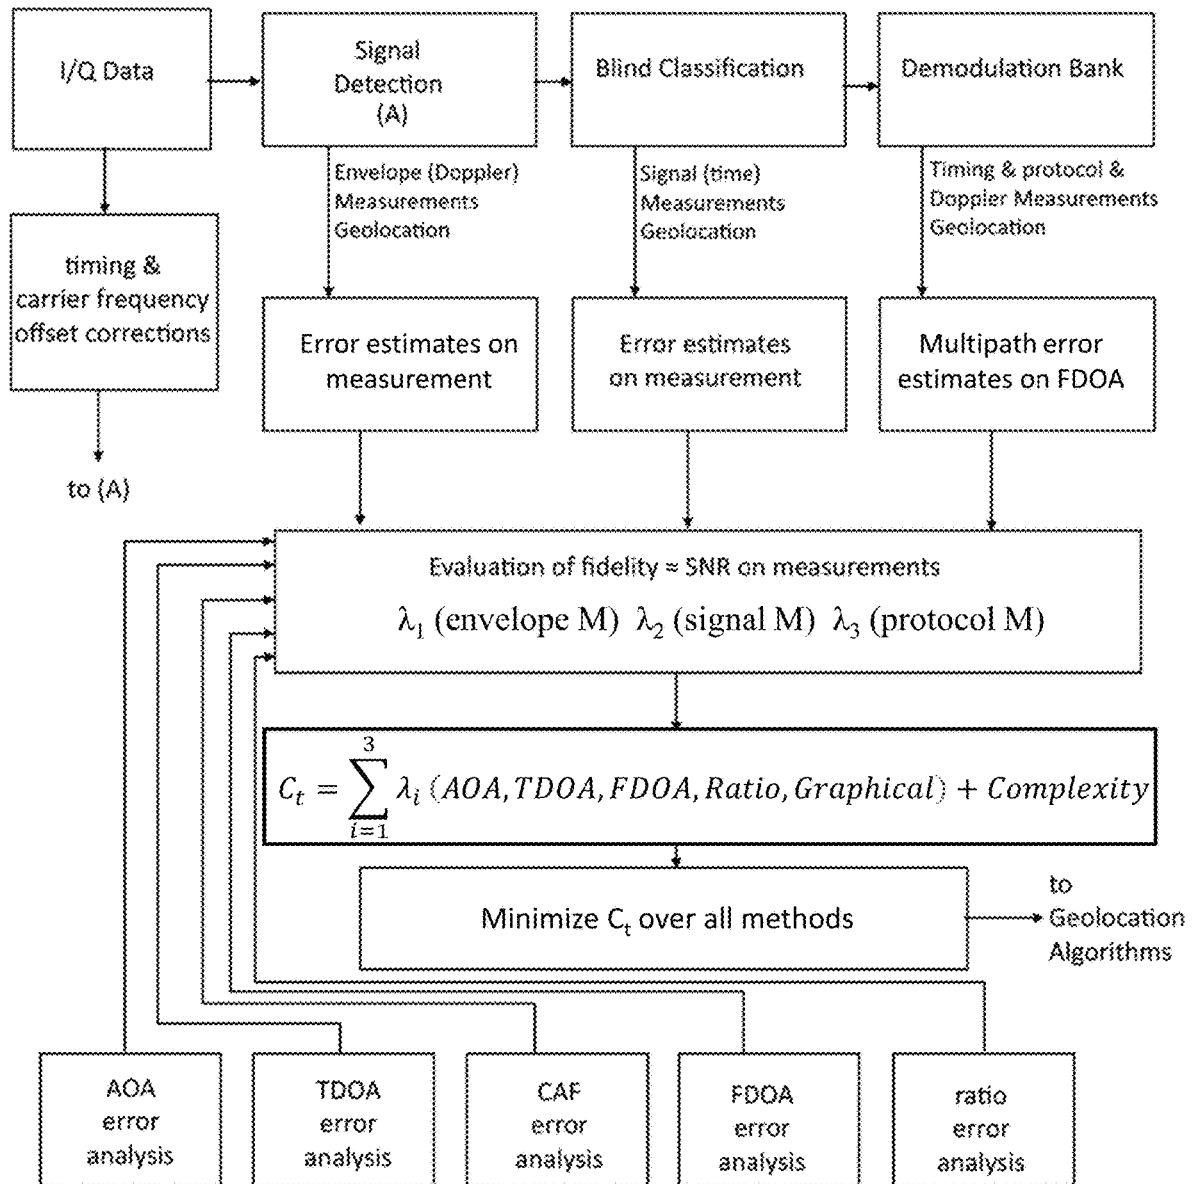 I/Q Data
Signal
Detection
(A)
Blind Classification
Demodulation Bank
Envelope (Doppler)
Measurements
Geolocation
Signal (time)
Measurements
Geolocation
Timing & protocol &
Doppler Measurements
Geolocation
timing &
carrier frequency
offset corrections
to (A)
Error estimates on
measurement
Error estimates
on measurement
Multipath error
estimates on FDOA
Evaluation of fidelity = SNR on measurements
λ₁ (envelope M) λ₂ (signal M) λ₃ (protocol M)
3
C_t = ∑ λ_i (AOA, TDOA, FDOA, Ratio, Graphical) + Complexity
i=1
Minimize C_t over all methods
to
Geolocation
Algorithms
AOA
error
analysis
TDOA
error
analysis
CAF
error
analysis
FDOA
error
analysis
ratio
error
analysis